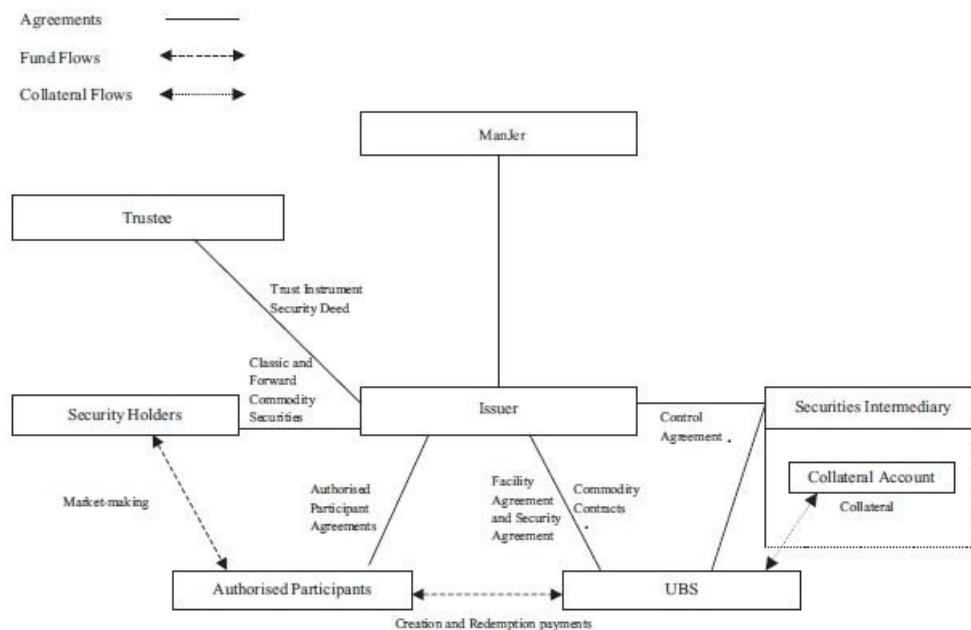 Agreements
Fund Flows
Collateral Flows
ManJer
Trustee
Trust Instrument
Security Deed
Classic and
Forward
Commodity
Securities
Security Holders
Issuer
Securities Intermediary
Control
Agreement
Collateral Account
Collateral
Market-making
Authorised
Participant
Agreements
Facility
Agreement
and Security
Agreement
Commodity
Contracts
Authorised Participants
UBS
Creation and Redemption payments